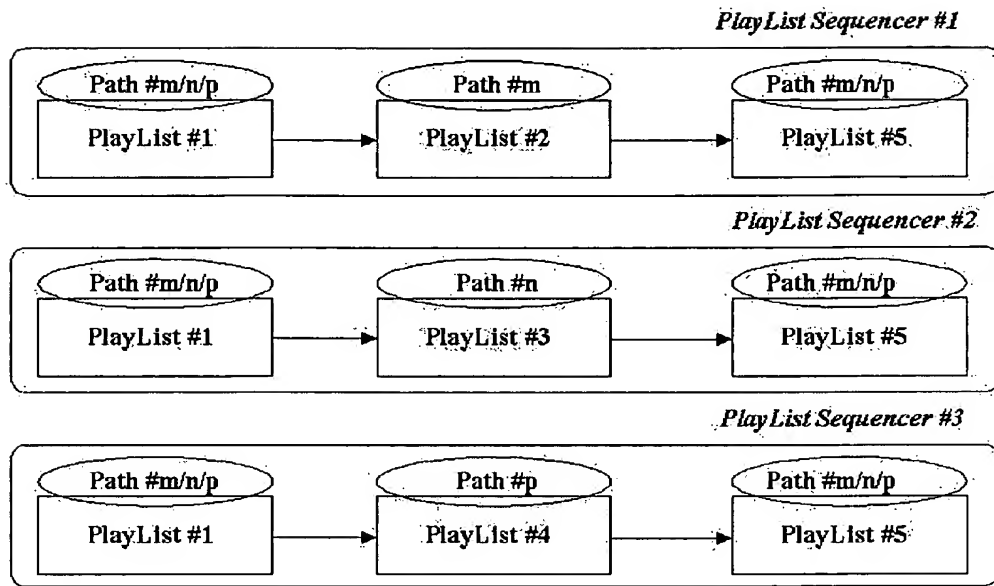 PlayList Sequencer #1
Path #m/n/p Path #m Path #m/n/p
PlayList #1 PlayList #2 PlayList #5
PlayList Sequencer #2
Path #m/n/p Path #n Path #m/n/p
PlayList #1 PlayList #3 PlayList #5
PlayList Sequencer #3
Path #m/n/p Path #p Path #m/n/p
PlayList #1 PlayList #4 PlayList #5